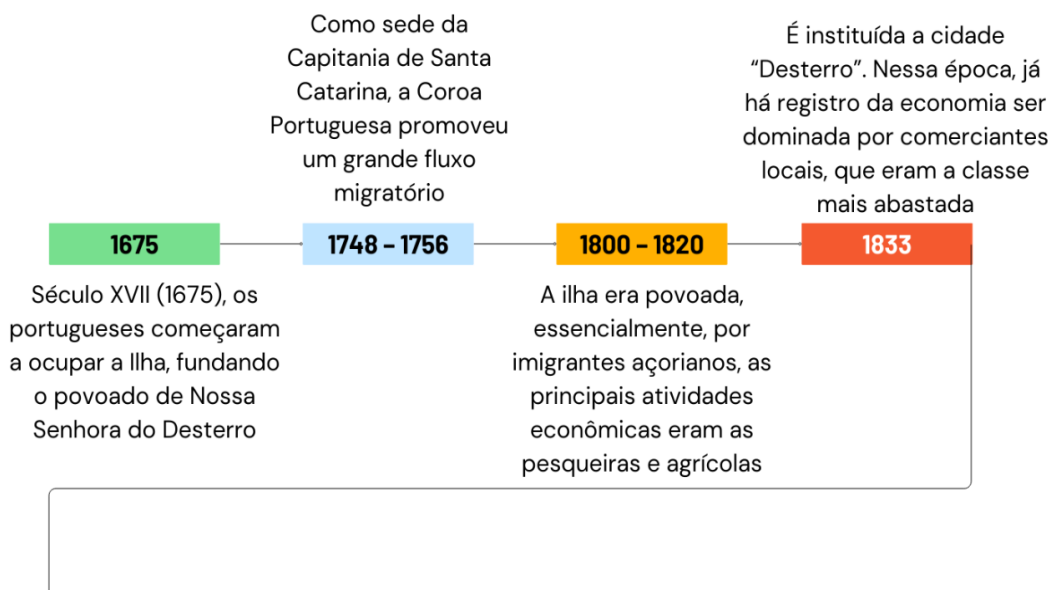 1675
Século XVII (1675), os
portugueses começaram
a ocupar a Ilha, fundando
o povoado de Nossa
Senhora do Desterro
Como sede da
Capitania de Santa
Catarina, a Coroa
Portuguesa promoveu
um grande fluxo
migratório
1748 – 1756
1800 – 1820
A ilha era povoada,
essencialmente, por
imigrantes açorianos, as
principais atividades
econômicas eram as
pesqueiras e agrícolas
É instituída a cidade
“Desterro”. Nessa época, já
há registro da economia ser
dominada por comerciantes
locais, que eram a classe
mais abastada
1833